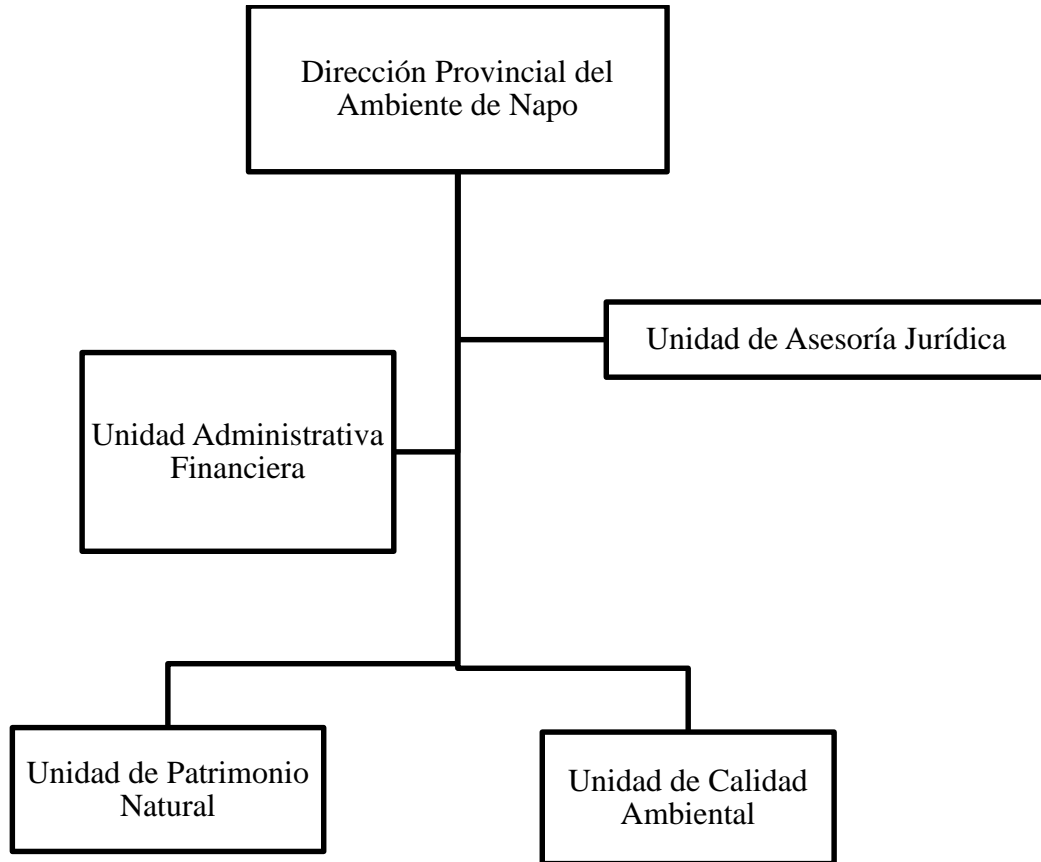 Dirección Provincial del
Ambiente de Napo
Unidad de Asesoría Jurídica
Unidad Administrativa
Financiera
Unidad de Patrimonio
Natural
Unidad de Calidad
Ambiental